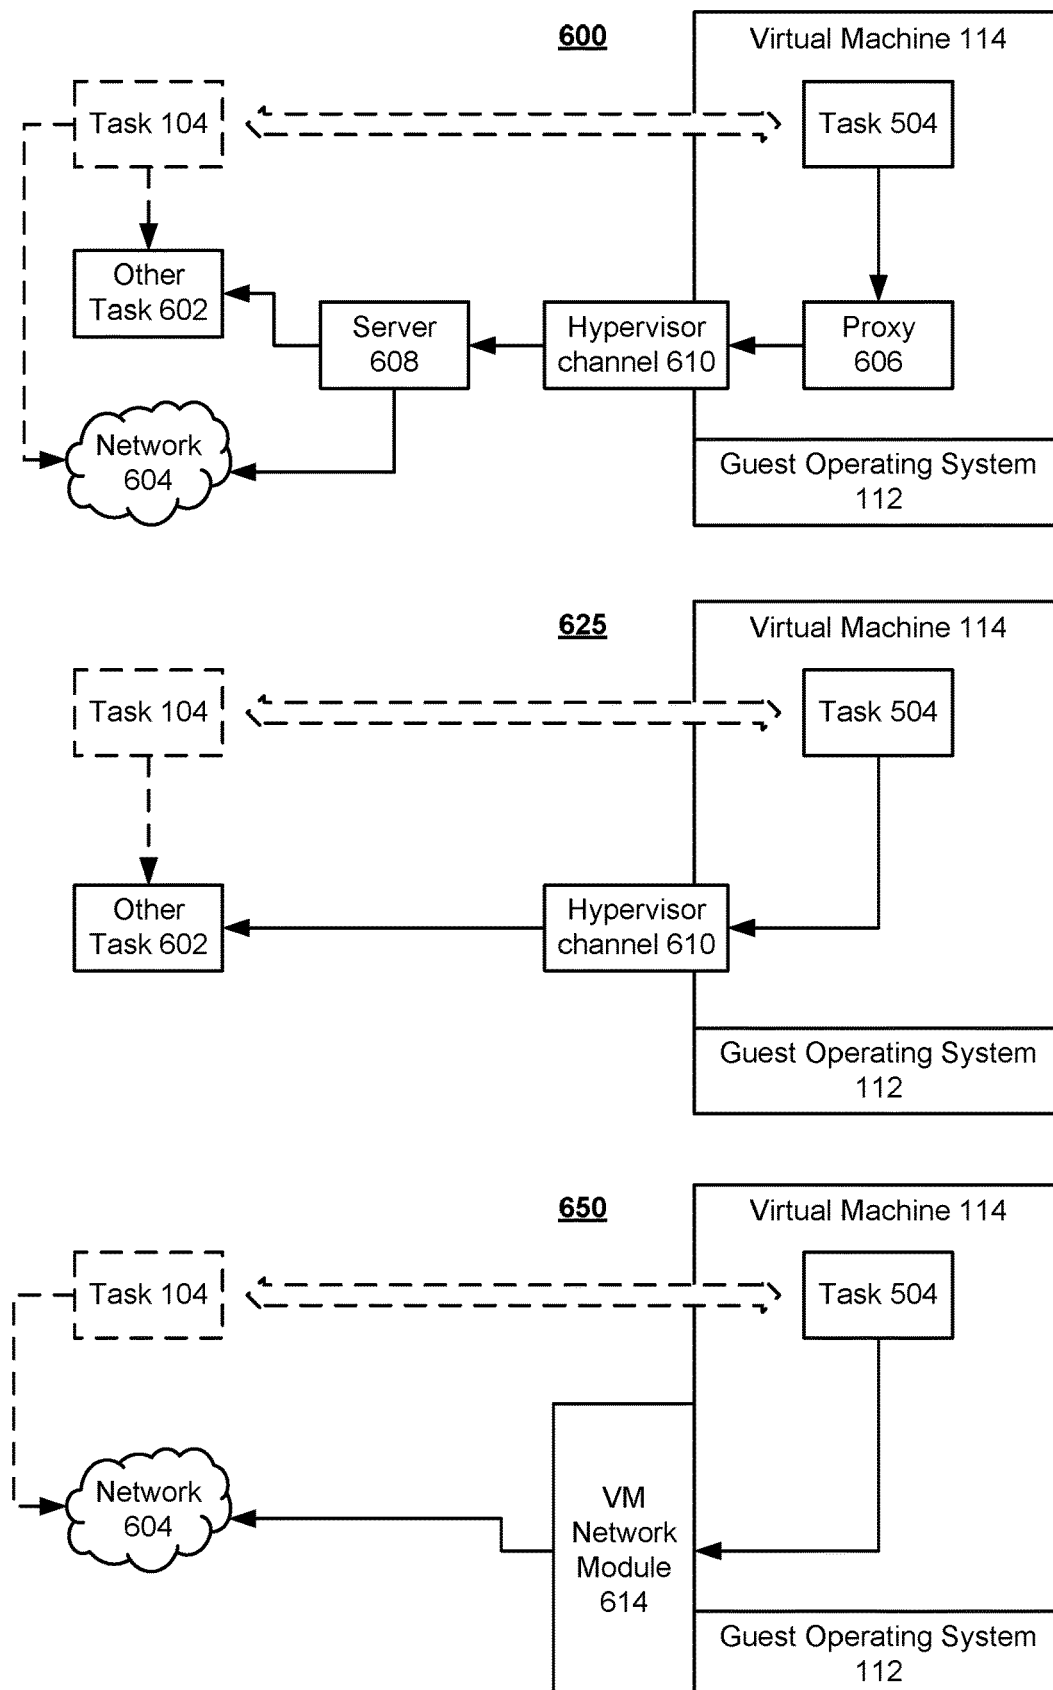 600
Virtual Machine 114
Task 104
Task 504
Other
Task 602
Server
608
Hypervisor
channel 610
Proxy
606
Network
604
Guest Operating System
112
625
Virtual Machine 114
Task 104
Task 504
Other
Task 602
Hypervisor
channel 610
Guest Operating System
112
650
Virtual Machine 114
Task 104
Task 504
Network
604
VM
Network
Module
614
Guest Operating System
112